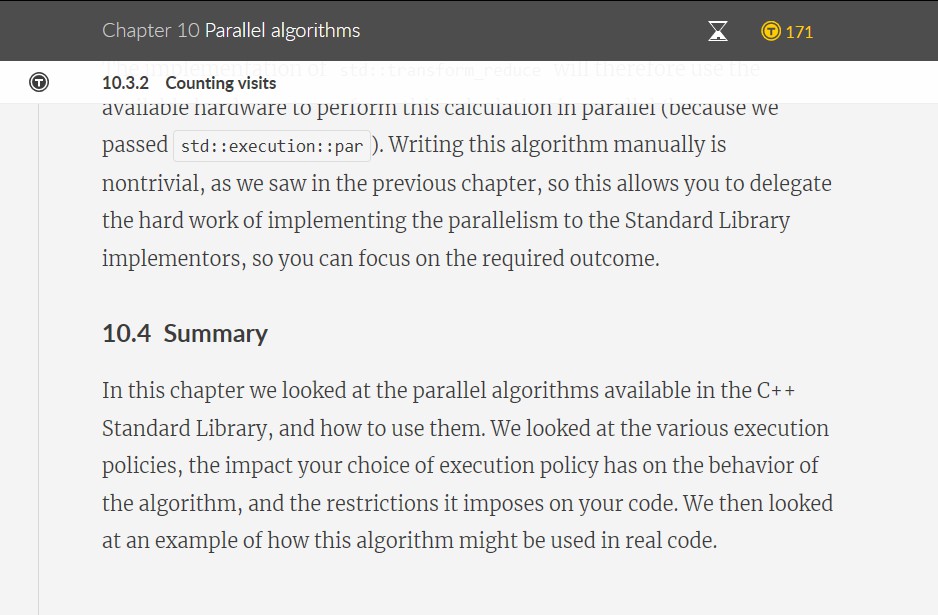 Chapter 10 Parallel algorithms
171
10.3.2 Counting visits
The implementation of std::transform_reduce will therefore use the
available hardware to perform this calculation in parallel (because we
passed std::execution::par ). Writing this algorithm manually is
nontrivial, as we saw in the previous chapter, so this allows you to delegate
the hard work of implementing the parallelism to the Standard Library
implementors, so you can focus on the required outcome.
10.4 Summary
In this chapter we looked at the parallel algorithms available in the C++
Standard Library, and how to use them. We looked at the various execution
policies, the impact your choice of execution policy has on the behavior of
the algorithm, and the restrictions it imposes on your code. We then looked
at an example of how this algorithm might be used in real code.